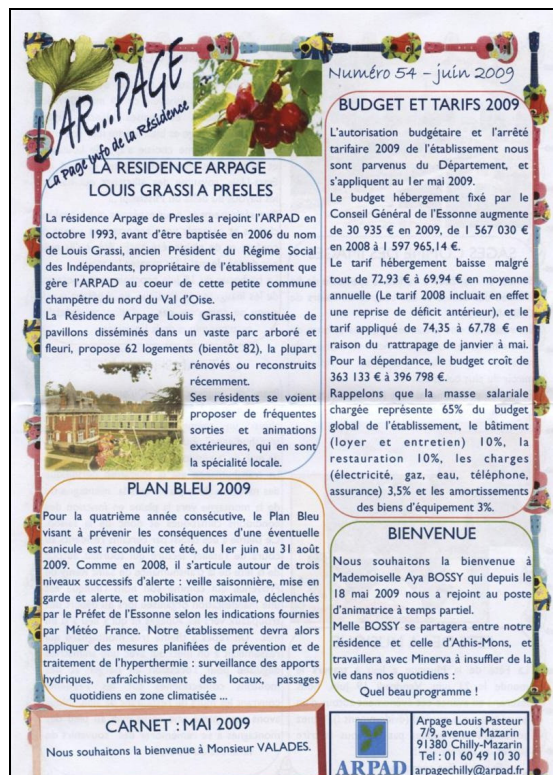 L'AR...PAGE
La Page info de la Résidence
Numéro 54 - juin 2009
LA RESIDENCE ARPAGE
LOUIS GRASSI A PRESLES
La résidence Arpage de Presles a rejoint l'ARPAD en
octobre 1993, avant d'être baptisée en 2006 du nom
de Louis Grassi, ancien Président du Régime Social
des Indépendants, propriétaire de l'établissement que
gère l'ARPAD au coeur de cette petite commune
champêtre du nord du Val d'Oise.
La Résidence Arpage Louis Grassi, constituée de
pavillons disséminés dans un vaste parc arboré et
fleuri, propose 62 logements (bientôt 82), la plupart
rénovés ou reconstruits
récemment.
Ses résidents se voient
proposer de fréquentes
sorties et animations
extérieures, qui en sont
la spécialité locale.
PLAN BLEU 2009
Pour la quatrième année consécutive, le Plan Bleu
visant à prévenir les conséquences d'une éventuelle
canicule est reconduit cet été, du 1er juin au 31 août
2009. Comme en 2008, il s'articule autour de trois
niveaux successifs d'alerte : veille saisonnière, mise en
garde et alerte, et mobilisation maximale, déclenchés
par le Préfet de l'Essonne selon les indications fournies
par Météo France. Notre établissement devra alors
appliquer des mesures planifiées de prévention et de
traitement de l'hyperthermie : surveillance des apports
hydriques, rafraîchissement des locaux, passages
quotidiens en zone climatisée ...
CARNET : MAI 2009
Nous souhaitons la bienvenue à Monsieur VALADES.
BUDGET ET TARIFS 2009
L'autorisation budgétaire et l'arrêté
tarifaire 2009 de l'établissement nous
sont parvenus du Département, et
s'appliquent au 1er mai 2009.
Le budget hébergement fixé par le
Conseil Général de l'Essonne augmente
de 30 935 € en 2009, de 1 567 030 €
en 2008 à 1 597 965,14 €.
Le tarif hébergement baisse malgré
tout de 72,93 € à 69,94 € en moyenne
annuelle (Le tarif 2008 incluait en effet
une reprise de déficit antérieur), et le
tarif appliqué de 74,35 à 67,78 € en
raison du rattrapage de janvier à mai.
Pour la dépendance, le budget croît de
363 133 € à 396 798 €.
Rappelons que la masse salariale
chargée représente 65% du budget
global de l'établissement, le bâtiment
(loyer et entretien) 10%, la
restauration 10%, les charges
(électricité, gaz, eau, téléphone,
assurance) 3,5% et les amortissements
des biens d'équipement 3%.
BIENVENUE
Nous souhaitons la bienvenue à
Mademoiselle Aya BOSSY qui depuis le
18 mai 2009 nous a rejoint au poste
d'animatrice à temps partiel.
Melle BOSSY se partagera entre notre
résidence et celle d'Athis-Mons, et
travaillera avec Minerva à insuffler de la
vie dans nos quotidiens :
Quel beau programme !
ARPAD
Arpage Louis Pasteur
7/9, avenue Mazarin
91380 Chilly-Mazarin
Tel : 01 60 49 10 30
arpagechilly@arpad.fr